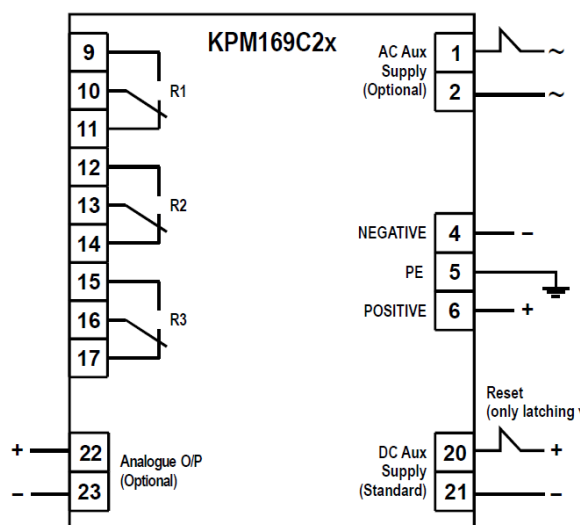 KPM169C2x
9
10
11
R1
12
13
14
R2
15
16
17
R3
22
23
+
−
Analogue O/P
(Optional)
AC Aux
Supply
(Optional)
1
2
~
~
NEGATIVE
4
−
PE
5
POSITIVE
6
+
Reset
(only latching
DC Aux
Supply
(Standard)
20
21
+
−